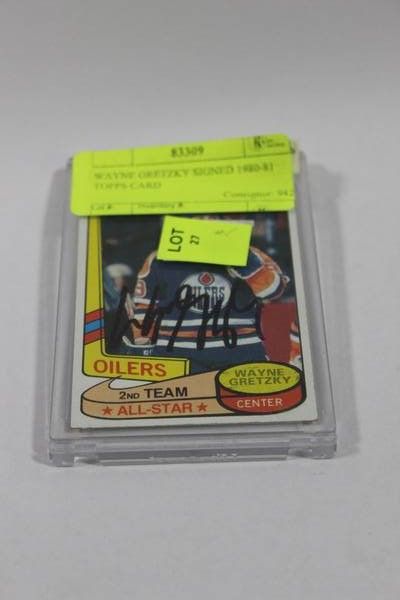 83309
WAYNE GRETZKY SIGNED 1980-81
TOPPS CARD
Consignor: 942
Lot #:
LOT
27
OILERS
OILERS
2ND TEAM
★ ALL-STAR ★
WAYNE
GRETZKY
CENTER